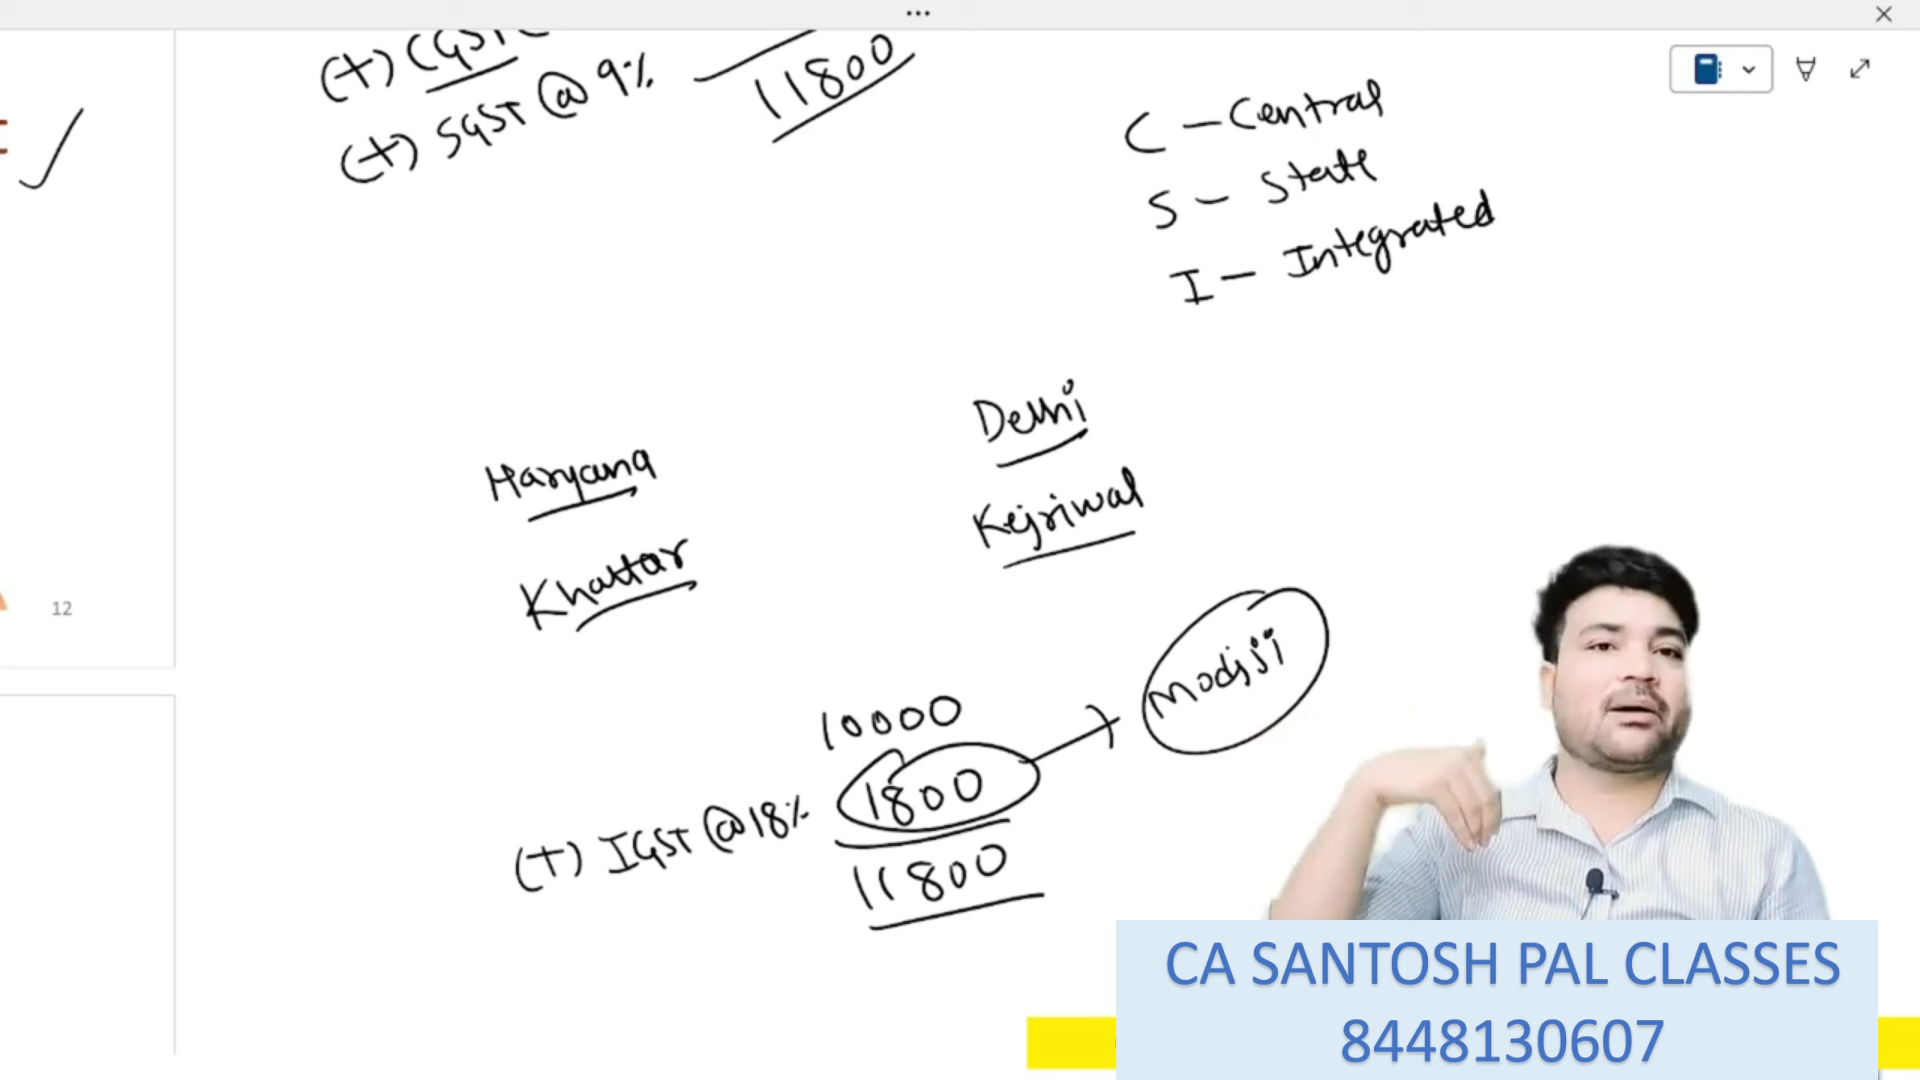 (+) CGST
(+) SGST @ 9%
11800
C - Central
S - State
I - Integrated
Haryana
Delhi
Khattar
Kejriwal
12
10000
Modiji
(+) IGST @ 18% 1800
11800
CA SANTOSH PAL CLASSES
8448130607